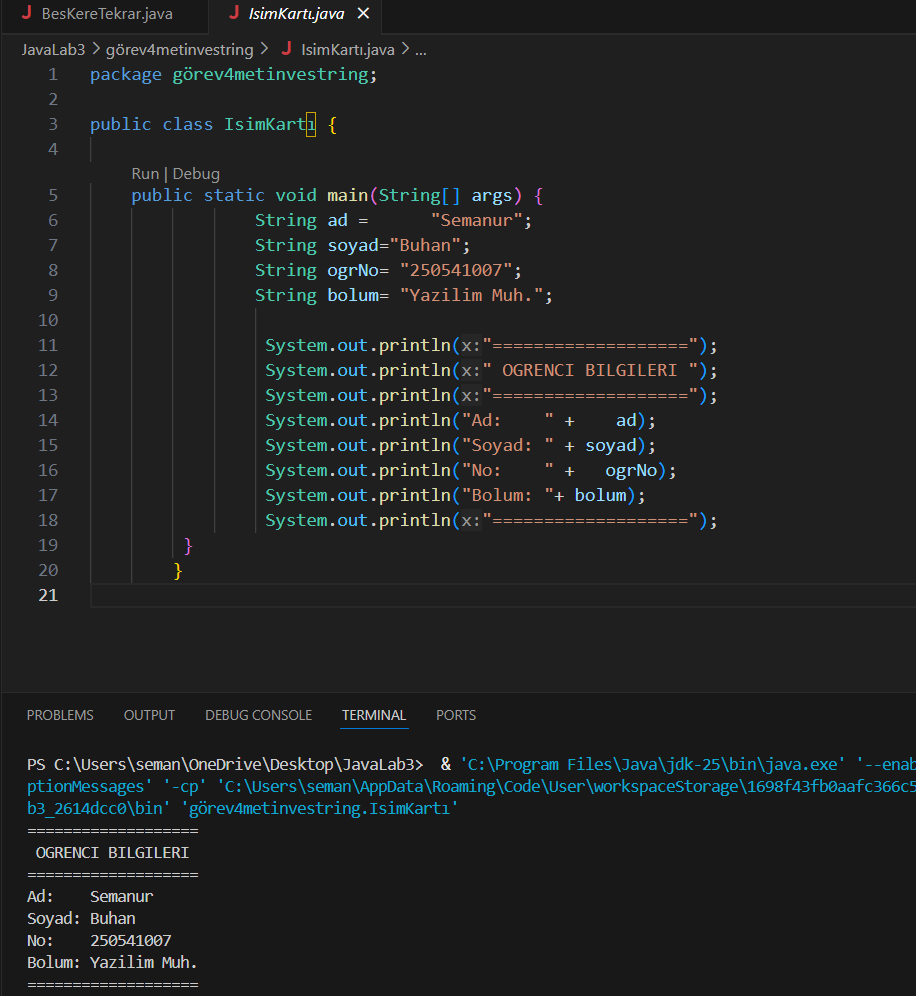 BesKereTekrar.java
IsimKartı.java
JavaLab3 > görev4metinvestring > IsimKartı.java > ...
1 package görev4metinvestring;
2
3 public class IsimKartı {
4
Run | Debug
5 public static void main(String[] args) {
6 String ad =      "Semanur";
7 String soyad="Buhan";
8 String ogrNo= "250541007";
9 String bolum= "Yazilim Muh.";
10
11 System.out.println(x:"===================");
12 System.out.println(x:" OGRENCI BILGILERI ");
13 System.out.println(x:"===================");
14 System.out.println("Ad:    " +    ad);
15 System.out.println("Soyad: " + soyad);
16 System.out.println("No:    " +   ogrNo);
17 System.out.println("Bolum: "+ bolum);
18 System.out.println(x:"===================");
19 }
20 }
21
PROBLEMS OUTPUT DEBUG CONSOLE TERMINAL PORTS
PS C:\Users\seman\OneDrive\Desktop\JavaLab3>  & 'C:\Program Files\Java\jdk-25\bin\java.exe' '--enab
ptionMessages' '-cp' 'C:\Users\seman\AppData\Roaming\Code\User\workspaceStorage\1698f43fb0aafc366c5
b3_2614dcc0\bin' 'görev4metinvestring.IsimKartı'
===================
 OGRENCI BILGILERI
===================
Ad:    Semanur
Soyad: Buhan
No:    250541007
Bolum: Yazilim Muh.
===================